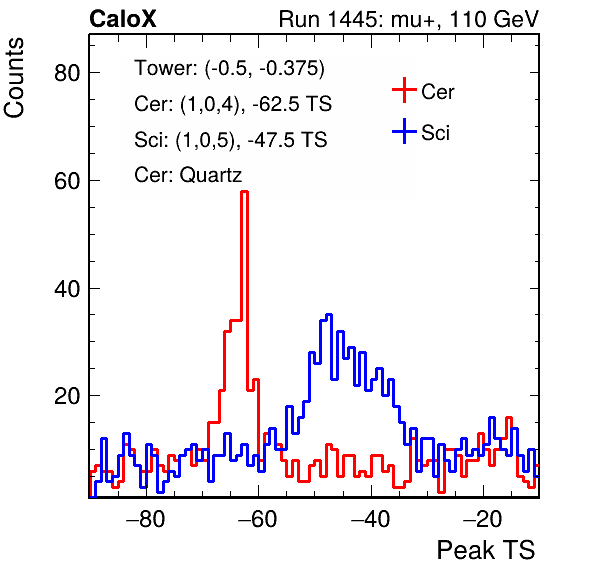 CaloX
Run 1445: mu+, 110 GeV
Counts
Tower: (-0.5, -0.375)
Cer: (1,0,4), -62.5 TS
Sci: (1,0,5), -47.5 TS
Cer: Quartz
Cer
Sci
80
60
40
20
−80 −60 −40 −20
Peak TS